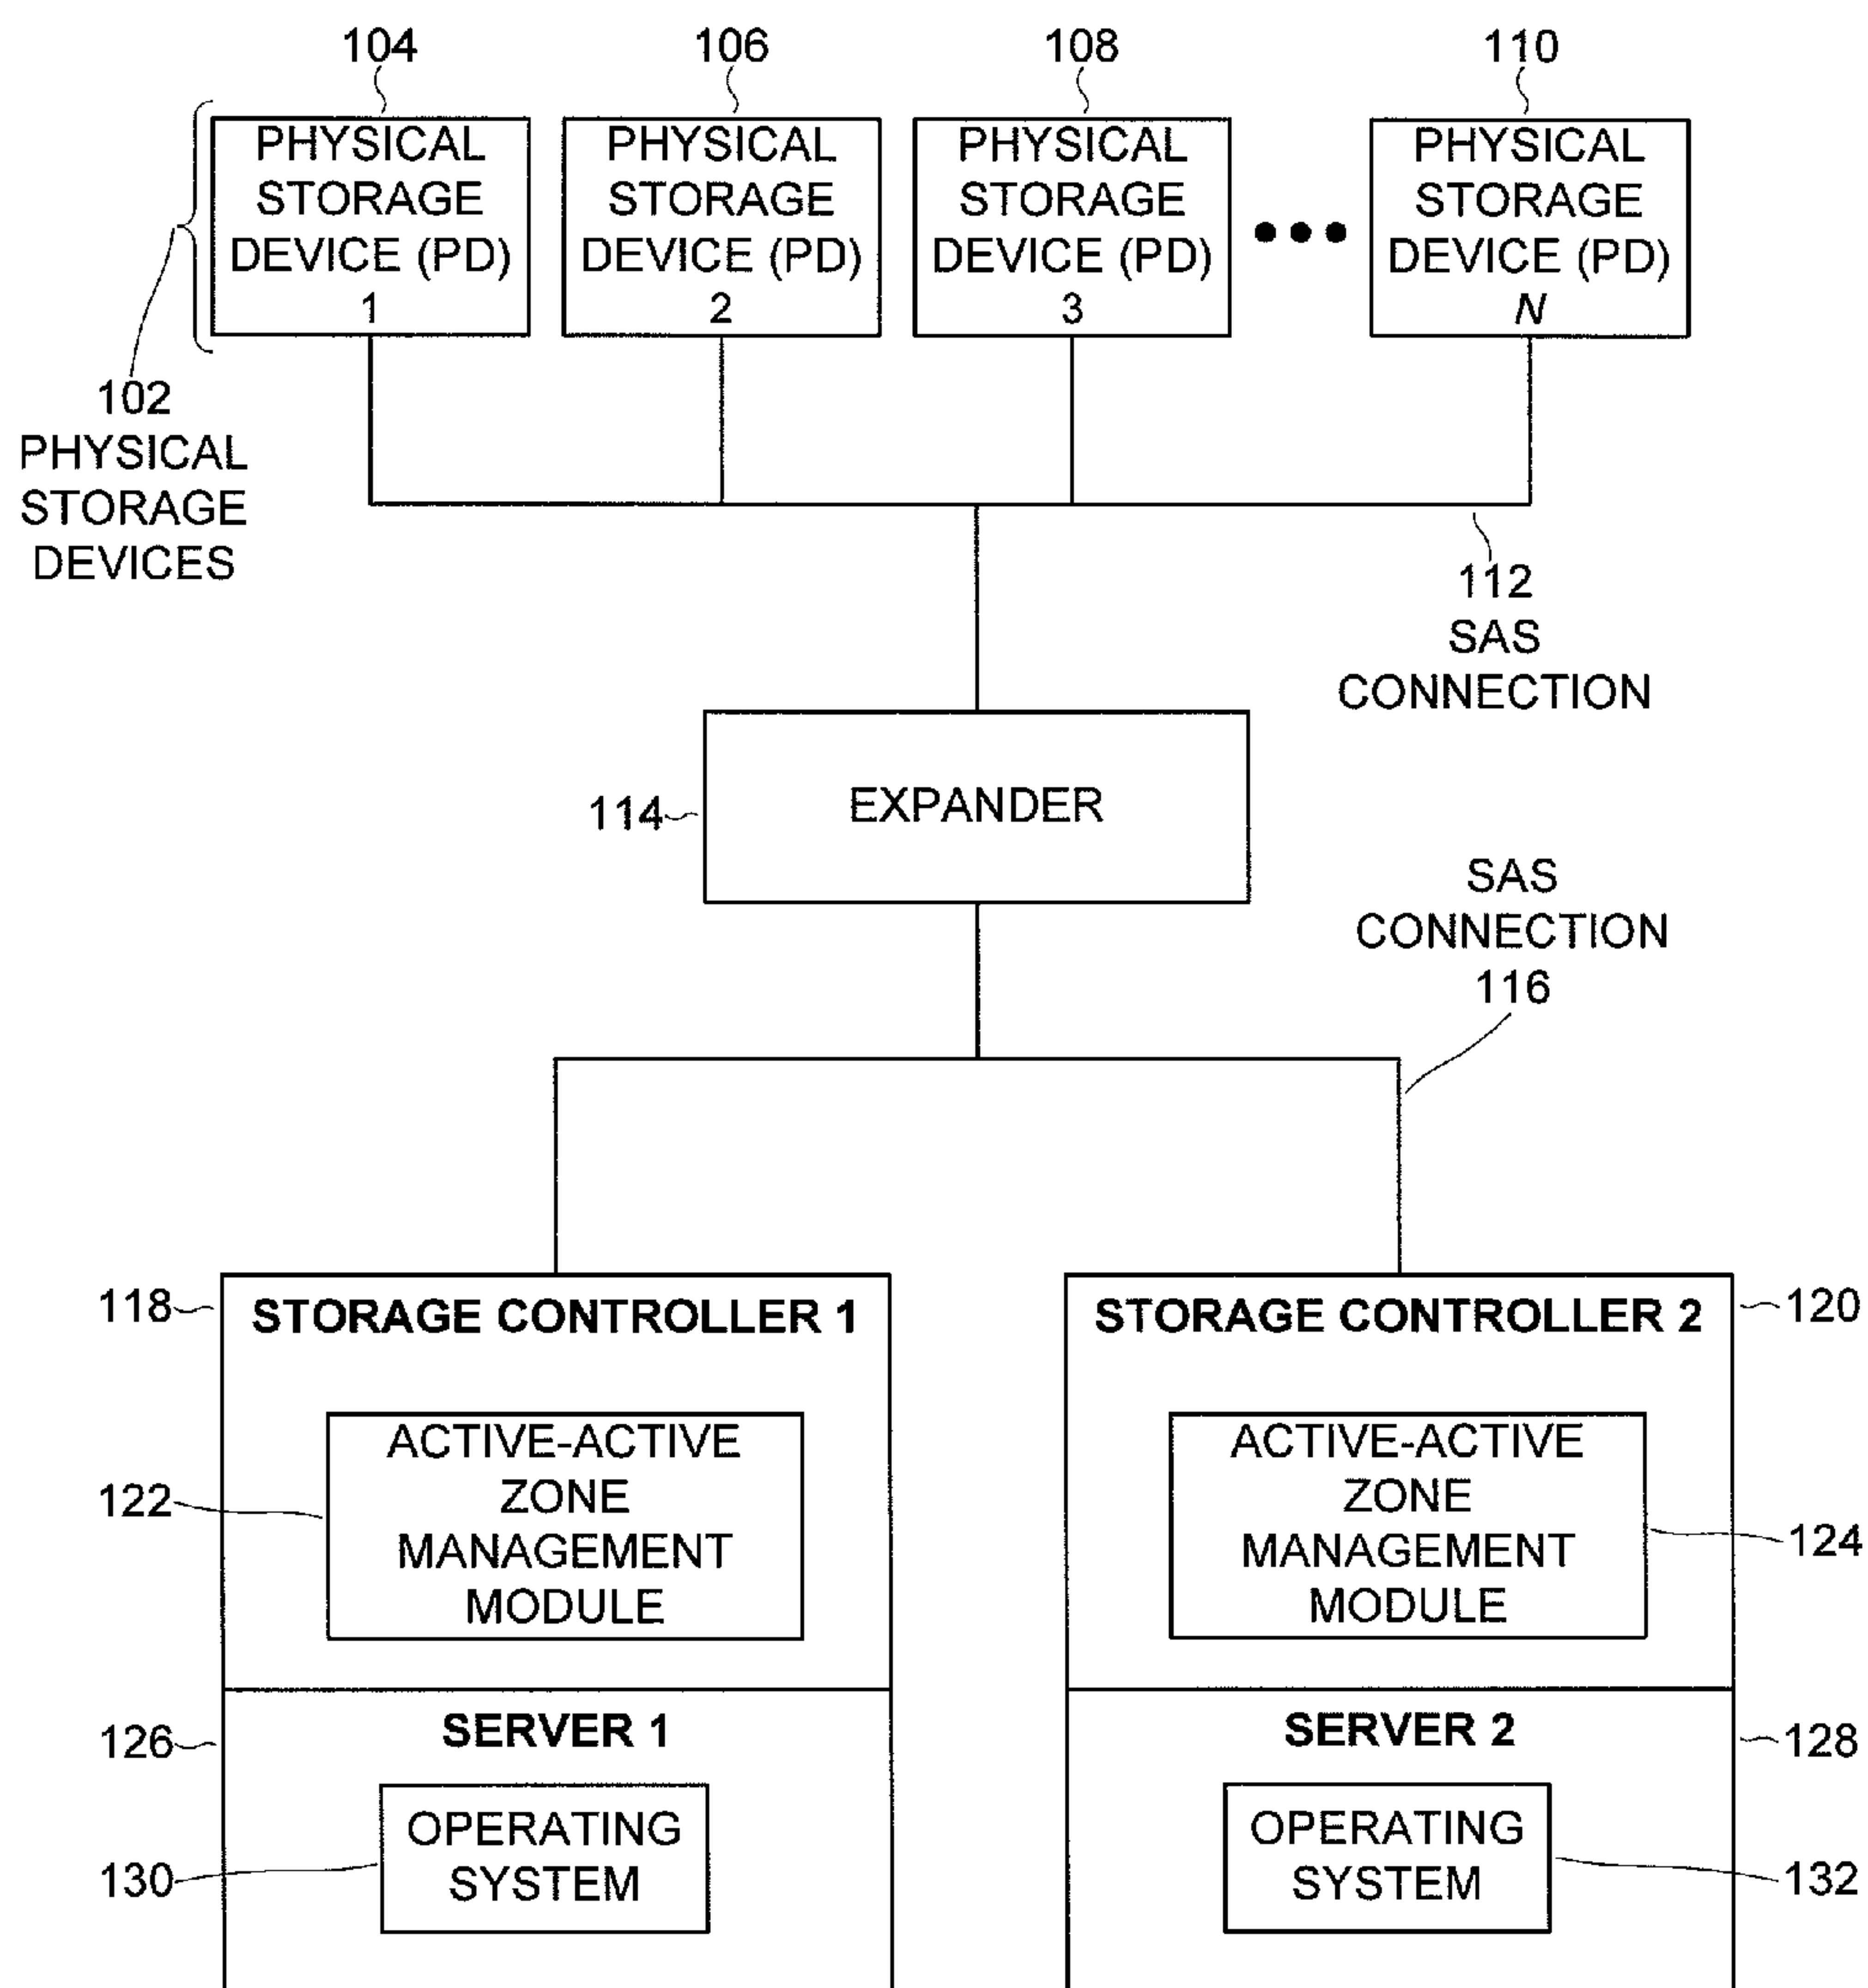 104
106
108
110
PHYSICAL
STORAGE
DEVICE (PD)
1
PHYSICAL
STORAGE
DEVICE (PD)
2
PHYSICAL
STORAGE
DEVICE (PD)
3
PHYSICAL
STORAGE
DEVICE (PD)
N
102
PHYSICAL
STORAGE
DEVICES
112
SAS
CONNECTION
114
EXPANDER
SAS
CONNECTION
116
118
STORAGE CONTROLLER 1
STORAGE CONTROLLER 2
120
122
ACTIVE-ACTIVE
ZONE
MANAGEMENT
MODULE
ACTIVE-ACTIVE
ZONE
MANAGEMENT
MODULE
124
126
SERVER 1
SERVER 2
128
130
OPERATING
SYSTEM
OPERATING
SYSTEM
132